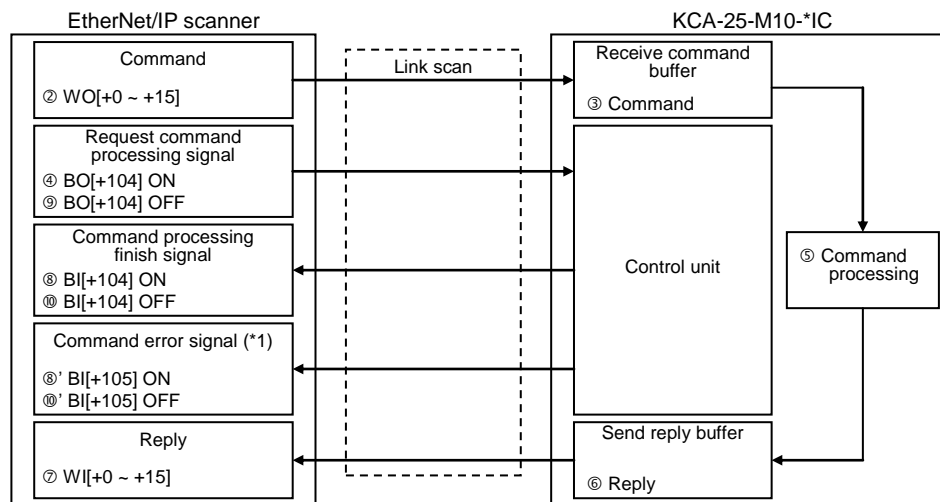 EtherNet/IP scanner
KCA-25-M10-*IC
Command
② WO[+0 ~ +15]
Link scan
Receive command
buffer
③ Command
Request command
processing signal
④ BO[+104] ON
⑨ BO[+104] OFF
Command processing
finish signal
⑧ BI[+104] ON
⑩ BI[+104] OFF
Control unit
⑤ Command
processing
Command error signal (*1)
⑧' BI[+105] ON
⑩' BI[+105] OFF
Reply
⑦ WI[+0 ~ +15]
Send reply buffer
⑥ Reply